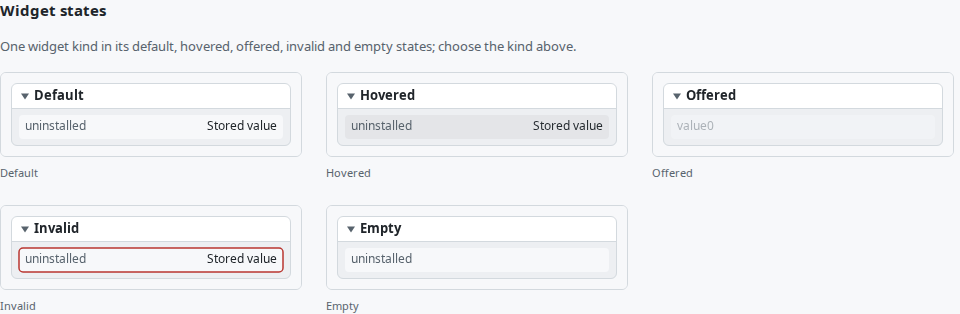 Widget states
One widget kind in its default, hovered, offered, invalid and empty states; choose the kind above.
Default
uninstalled Stored value
Default
Hovered
uninstalled Stored value
Hovered
Offered
value0
Offered
Invalid
uninstalled Stored value
Invalid
Empty
uninstalled
Empty